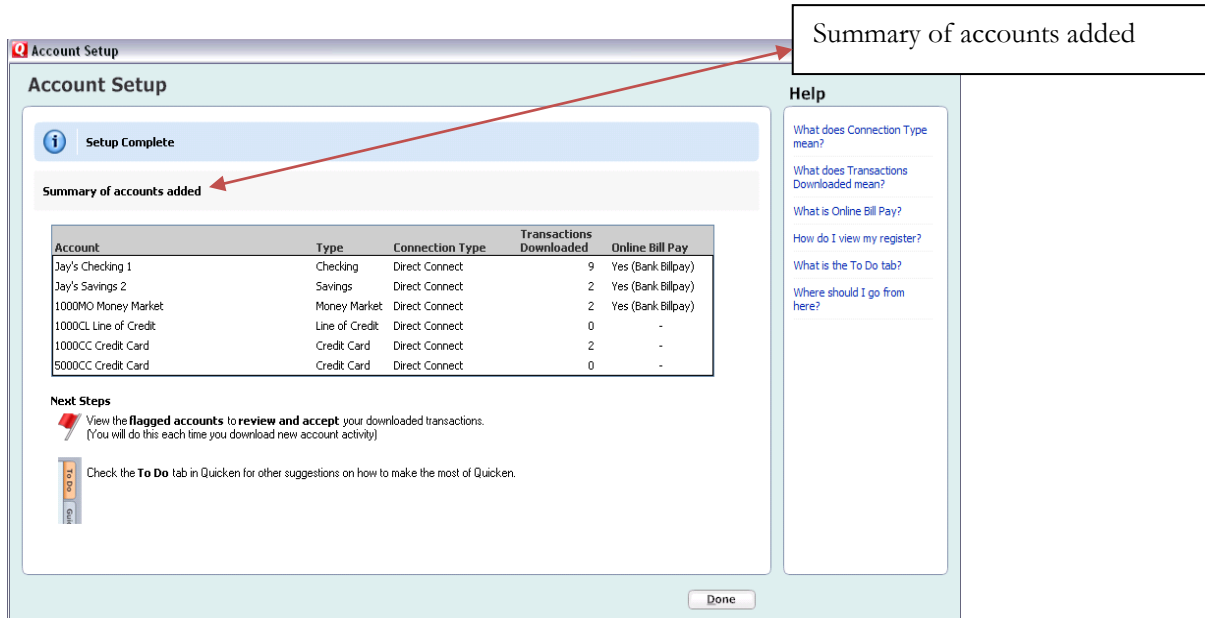 Summary of accounts added
Account Setup
Account Setup
Setup Complete
Summary of accounts added
Account Type Connection Type Transactions Downloaded Online Bill Pay
Jay's Checking 1 Checking Direct Connect 9 Yes (Bank Billpay)
Jay's Savings 2 Savings Direct Connect 2 Yes (Bank Billpay)
1000MO Money Market Money Market Direct Connect 2 Yes (Bank Billpay)
1000CL Line of Credit Line of Credit Direct Connect 0 -
1000CC Credit Card Credit Card Direct Connect 2 -
5000CC Credit Card Credit Card Direct Connect 0 -
Next Steps
View the flagged accounts to review and accept your downloaded transactions.
(You will do this each time you download new account activity)
To Do
Check the To Do tab in Quicken for other suggestions on how to make the most of Quicken.
Done
Help
What does Connection Type
mean?
What does Transactions
Downloaded mean?
What is Online Bill Pay?
How do I view my register?
What is the To Do tab?
Where should I go from
here?